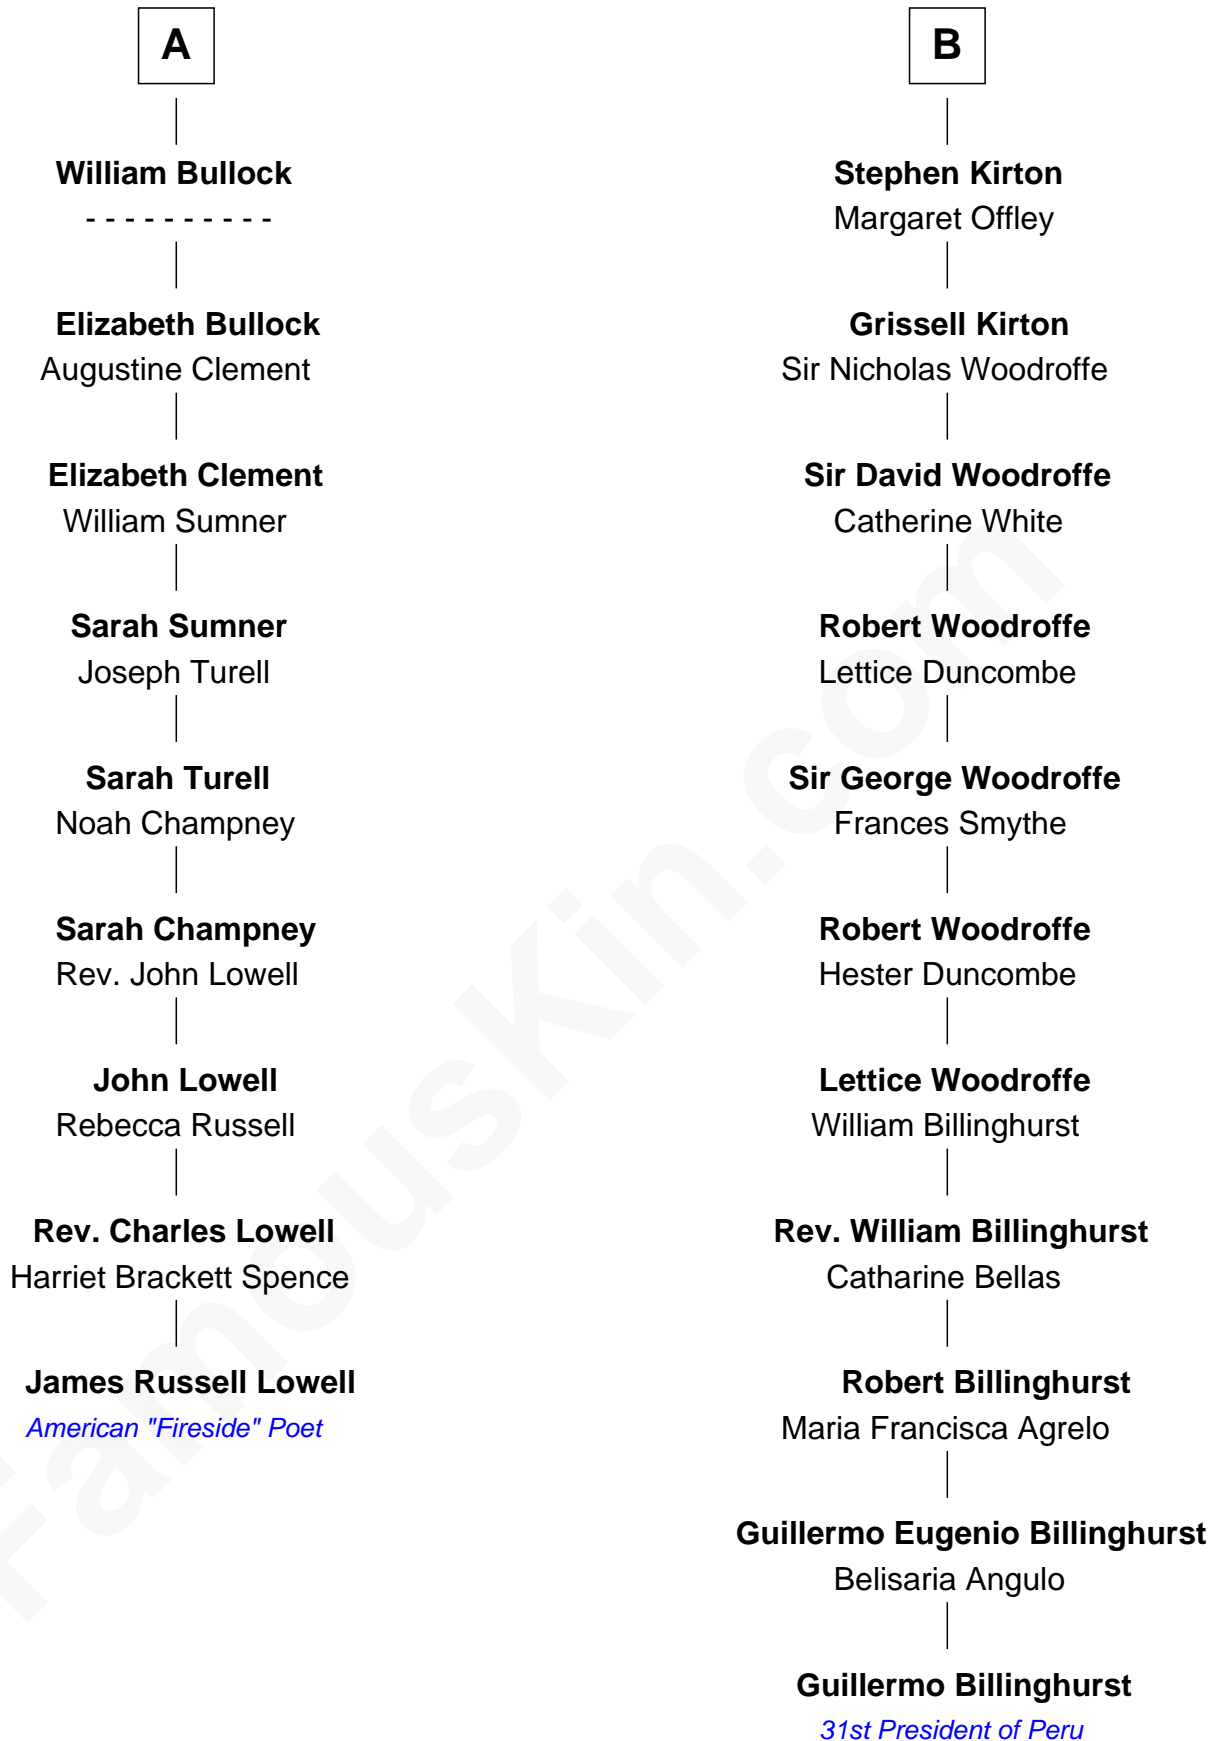 A
William Bullock
- - - - - - - - - -
Elizabeth Bullock
Augustine Clement
Elizabeth Clement
William Sumner
Sarah Sumner
Joseph Turell
Sarah Turell
Noah Champney
Sarah Champney
Rev. John Lowell
John Lowell
Rebecca Russell
Rev. Charles Lowell
Harriet Brackett Spence
James Russell Lowell
American "Fireside" Poet
B
Stephen Kirton
Margaret Offley
Grissell Kirton
Sir Nicholas Woodroffe
Sir David Woodroffe
Catherine White
Robert Woodroffe
Lettice Duncombe
Sir George Woodroffe
Frances Smythe
Robert Woodroffe
Hester Duncombe
Lettice Woodroffe
William Billinghurst
Rev. William Billinghurst
Catharine Bellas
Robert Billinghurst
Maria Francisca Agrelo
Guillermo Eugenio Billinghurst
Belisaria Angulo
Guillermo Billinghurst
31st President of Peru
FamousKin.com